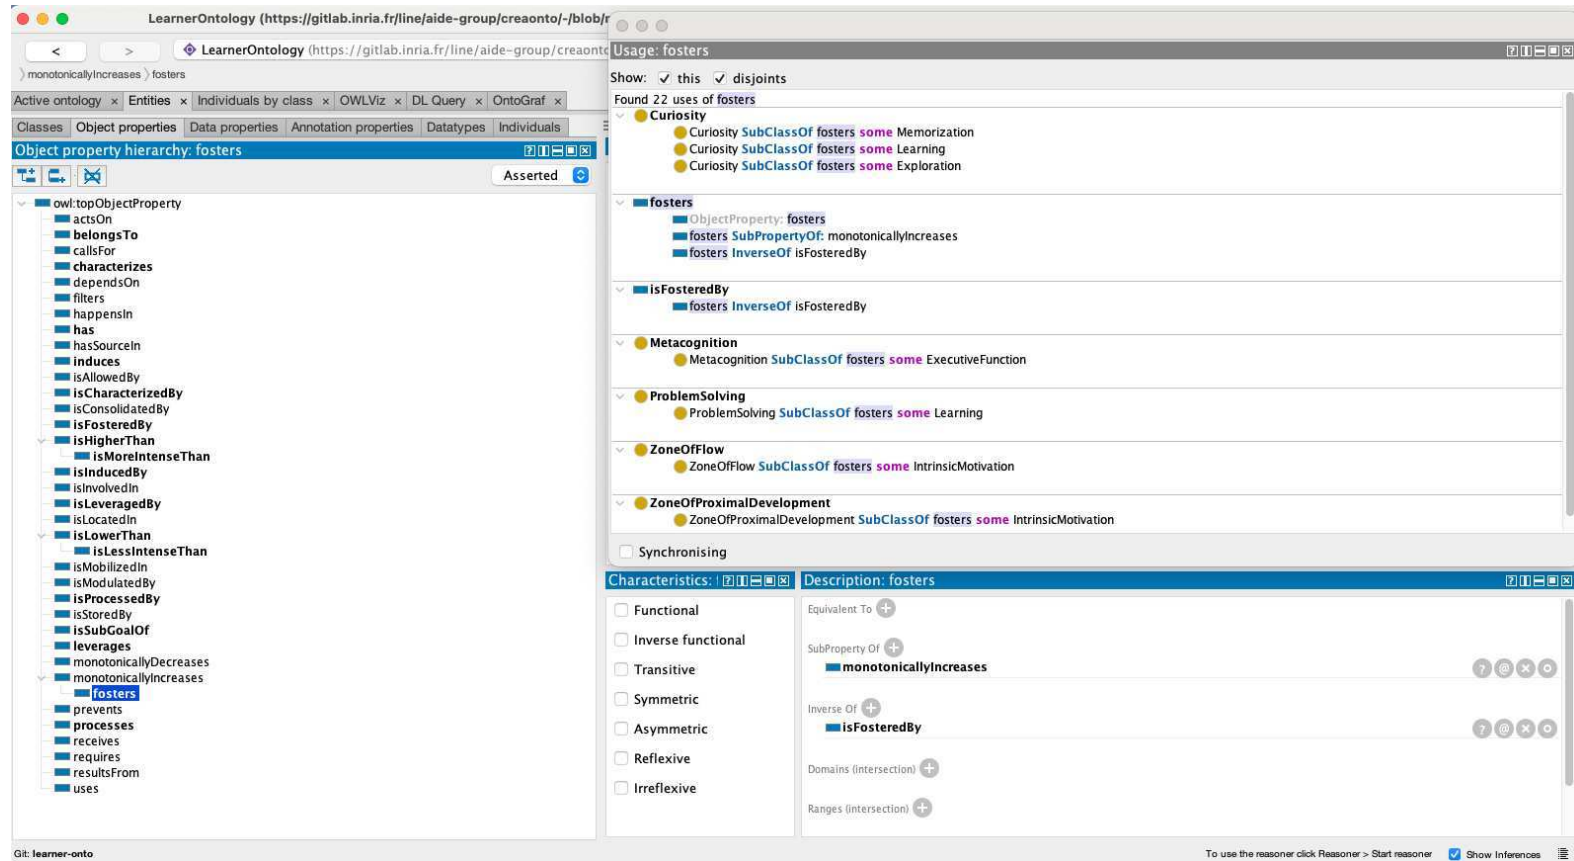 LearnerOntology (https://gitlab.inria.fr/line/aide-group/creaonto/-/blob/
< > LearnerOntology (https://gitlab.inria.fr/line/aide-group/creaonto
monotonicallyIncreases fosters
Active ontology × Entities × Individuals by class × OWLViz × DL Query × OntoGraf ×
Classes Object properties Data properties Annotation properties Datatypes Individuals
Object property hierarchy: fosters
Asserted
owl:topObjectProperty
actsOn
belongsTo
callsFor
characterizes
dependsOn
filters
happensIn
has
hasSourceIn
induces
isAllowedBy
isCharacterizedBy
isConsolidatedBy
isFosteredBy
isHigherThan
isMoreIntenseThan
isInducedBy
isInvolvedIn
isLeveragedBy
isLocatedIn
isLowerThan
isLessIntenseThan
isMobilizedIn
isModulatedBy
isProcessedBy
isStoredBy
isSubGoalOf
leverages
monotonicallyDecreases
monotonicallyIncreases
fosters
prevents
processes
receives
requires
resultsFrom
uses
Git: learner-onto
Usage: fosters
Show: this disjoints
Found 22 uses of fosters
Curiosity
Curiosity SubClassOf fosters some Memorization
Curiosity SubClassOf fosters some Learning
Curiosity SubClassOf fosters some Exploration
fosters
ObjectProperty: fosters
fosters SubPropertyOf: monotonicallyIncreases
fosters InverseOf isFosteredBy
isFosteredBy
fosters InverseOf isFosteredBy
Metacognition
Metacognition SubClassOf fosters some ExecutiveFunction
ProblemSolving
ProblemSolving SubClassOf fosters some Learning
ZoneOfFlow
ZoneOfFlow SubClassOf fosters some IntrinsicMotivation
ZoneOfProximalDevelopment
ZoneOfProximalDevelopment SubClassOf fosters some IntrinsicMotivation
Synchronising
Characteristics:
Functional
Inverse functional
Transitive
Symmetric
Asymmetric
Reflexive
Irreflexive
Description: fosters
Equivalent To
SubProperty Of
monotonicallyIncreases
Inverse Of
isFosteredBy
Domains (intersection)
Ranges (intersection)
To use the reasoner click Reasoner > Start reasoner Show Inferences